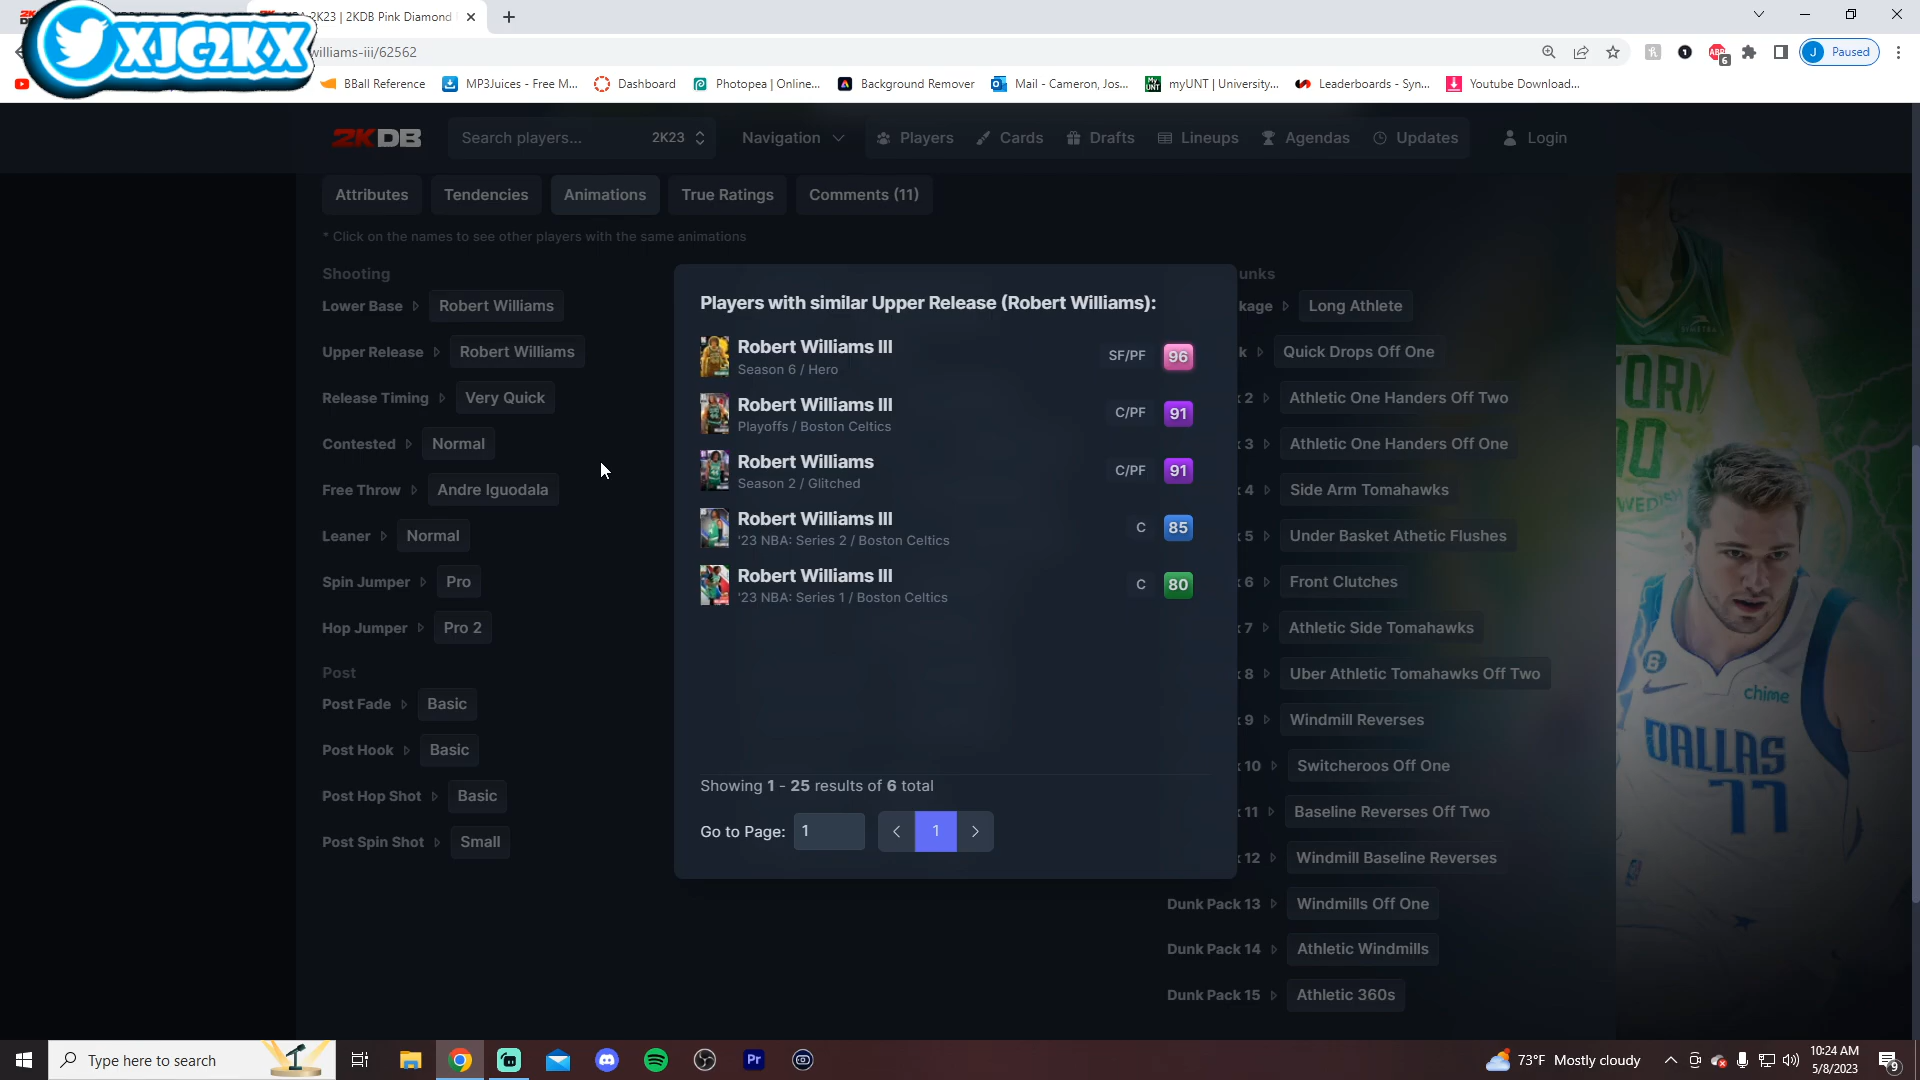 2K23 | 2KDB Pink Diamond
XJC2KX
williams-iii/62562
Paused
BBall Reference
MP3Juices - Free M...
Dashboard
Photopea | Online...
Background Remover
Mail - Cameron, Jos...
myUNT | University...
Leaderboards - Syn...
Youtube Download...
2KDB
Search players...
2K23
Navigation
Players
Cards
Drafts
Lineups
Agendas
Updates
Login
Attributes
Tendencies
Animations
True Ratings
Comments (11)
* Click on the names to see other players with the same animations
Shooting
Lower Base Robert Williams
Upper Release Robert Williams
Release Timing Very Quick
Contested Normal
Free Throw Andre Iguodala
Leaner Normal
Spin Jumper Pro
Hop Jumper Pro 2
Post
Post Fade Basic
Post Hook Basic
Post Hop Shot Basic
Post Spin Shot Small
Players with similar Upper Release (Robert Williams):
Robert Williams III
Season 6 / Hero
SF/PF 96
Robert Williams III
Playoffs / Boston Celtics
C/PF 91
Robert Williams
Season 2 / Glitched
C/PF 91
Robert Williams III
'23 NBA: Series 2 / Boston Celtics
C 85
Robert Williams III
'23 NBA: Series 1 / Boston Celtics
C 80
Showing 1 - 25 results of 6 total
Go to Page: 1
< 1 >
unks
kage Long Athlete
k Quick Drops Off One
2 Athletic One Handers Off Two
3 Athletic One Handers Off One
4 Side Arm Tomahawks
5 Under Basket Athetic Flushes
6 Front Clutches
7 Athletic Side Tomahawks
8 Uber Athletic Tomahawks Off Two
9 Windmill Reverses
10 Switcheroos Off One
11 Baseline Reverses Off Two
12 Windmill Baseline Reverses
Dunk Pack 13 Windmills Off One
Dunk Pack 14 Athletic Windmills
Dunk Pack 15 Athletic 360s
chime
DALLAS
77
Type here to search
73°F Mostly cloudy
10:24 AM
5/8/2023